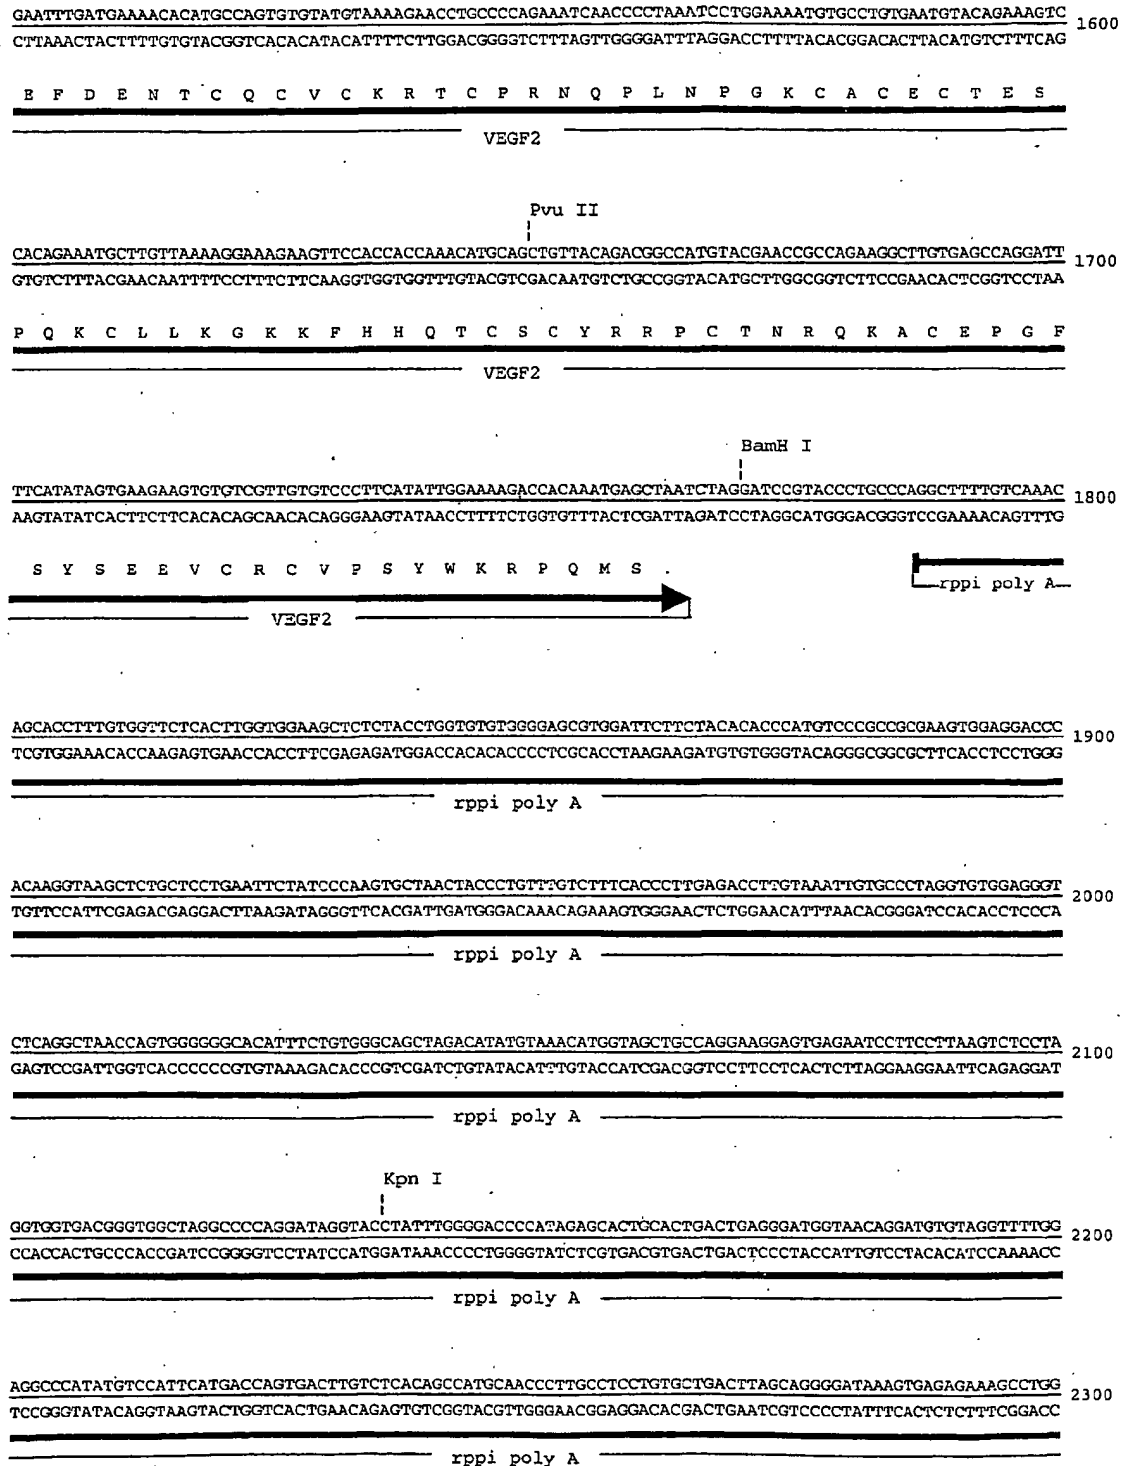 GAATTTGATGAAAACACATGCCAGTGTGTATGTAAAAGAACCTGCCCCAGAAATCAACCCCTAAATCCTGGAAAATGTGCCTGTGAATGTACAGAAAGTC 1600
CTTAAACTACTTTTGTGTACGGTCACACATACATTTTCTTGGACGGGGTCTTTAGTTGGGGATTTAGGACCTTTTACACGGACACTTACATGTCTTTCAG
E F D E N T C Q C V C K R T C P R N Q P L N P G K C A C E C T E S
VEGF2
Pvu II
CACAGAAATGCTTGTTAAAAGGAAAGAAGTTCCACCACCAAACATGCAGCTGTTACAGACGGCCATGTACGAACCGCCAGAAGGCTTGTGAGCCAGGATT 1700
GTGTCTTTACGAACAATTTTCCTTTCTTCAAGGTGGTGGTTTGTACGTCGACAATGTCTGCCGGTACATGCTTGGCGGTCTTCCGAACACTCGGTCCTAA
P Q K C L L K G K K F H H Q T C S C Y R R P C T N R Q K A C E P G F
VEGF2
BamH I
TTCATATAGTGAAGAAGTGTGTCGTTGTGTCCCTTCATATTGGAAAAGACCACAAATGAGCTAATCTAGGATCCGTACCCTGCCCAGGCTTTTGTCAAAC 1800
AAGTATATCACTTCTTCACACAGCAACACAGGGAAGTATAACCTTTTCTGGTGTTTACTCGATTAGATCCTAGGCATGGGACGGGTCCGAAAACAGTTTG
S Y S E E V C R C V P S Y W K R P Q M S .
rppi poly A
VEGF2
AGCACCTTTGTGGTTCTCACTTGGTGGAAGCTCTCTACCTGGTGTGTGGGGAGCGTGGATTCTTCTACACACCCATGTCCCGCCGCGAAGTGGAGGACCC 1900
TCGTGGAAACACCAAGAGTGAACCACCTTCGAGAGATGGACCACACACCCCTCGCACCTAAGAAGATGTGTGGGTACAGGGCGGCGCTTCACCTCCTGGG
rppi poly A
ACAAGGTAAGCTCTGCTCCTGAATTCTATCCCAAGTGCTAACTACCCTGTTTGTCTTTCACCCTTGAGACCTTGTAAATTGTGCCCTAGGTGTGGAGGGT 2000
TGTTCCATTCGAGACGAGGACTTAAGATAGGGTTCACGATTGATGGGACAAACAGAAAGTGGGAACTCTGGAACATTTAACACGGGATCCACACCTCCCA
rppi poly A
CTCAGGCTAACCAGTGGGGGGCACATTTCTGTGGGCAGCTAGACATATGTAAACATGGTAGCTGCCAGGAAGGAGTGAGAATCCTTCCTTAAGTCTCCTA 2100
GAGTCCGATTGGTCACCCCCCGTGTAAAGACACCCGTCGATCTGTATACATTTGTACCATCGACGGTCCTTCCTCACTCTTAGGAAGGAATTCAGAGGAT
rppi poly A
Kpn I
GGTGGTGACGGGTGGCTAGGCCCCAGGATAGGTACCTATTTGGGGACCCCATAGAGCACTGCACTGACTGAGGGATGGTAACAGGATGTGTAGGTTTTGG 2200
CCACCACTGCCCACCGATCCGGGGTCCTATCCATGGATAAACCCCTGGGGTATCTCGTGACGTGACTGACTCCCTACCATTGTCCTACACATCCAAAACC
rppi poly A
AGGCCCATATGTCCATTCATGACCAGTGACTTGTCTCACAGCCATGCAACCCTTGCCTCCTGTGCTGACTTAGCAGGGGATAAAGTGAGAGAAAGCCTGG 2300
TCCGGGTATACAGGTAAGTACTGGTCACTGAACAGAGTGTCGGTACGTTGGGAACGGAGGACACGACTGAATCGTCCCCTATTTCACTCTCTTTCGGACC
rppi poly A